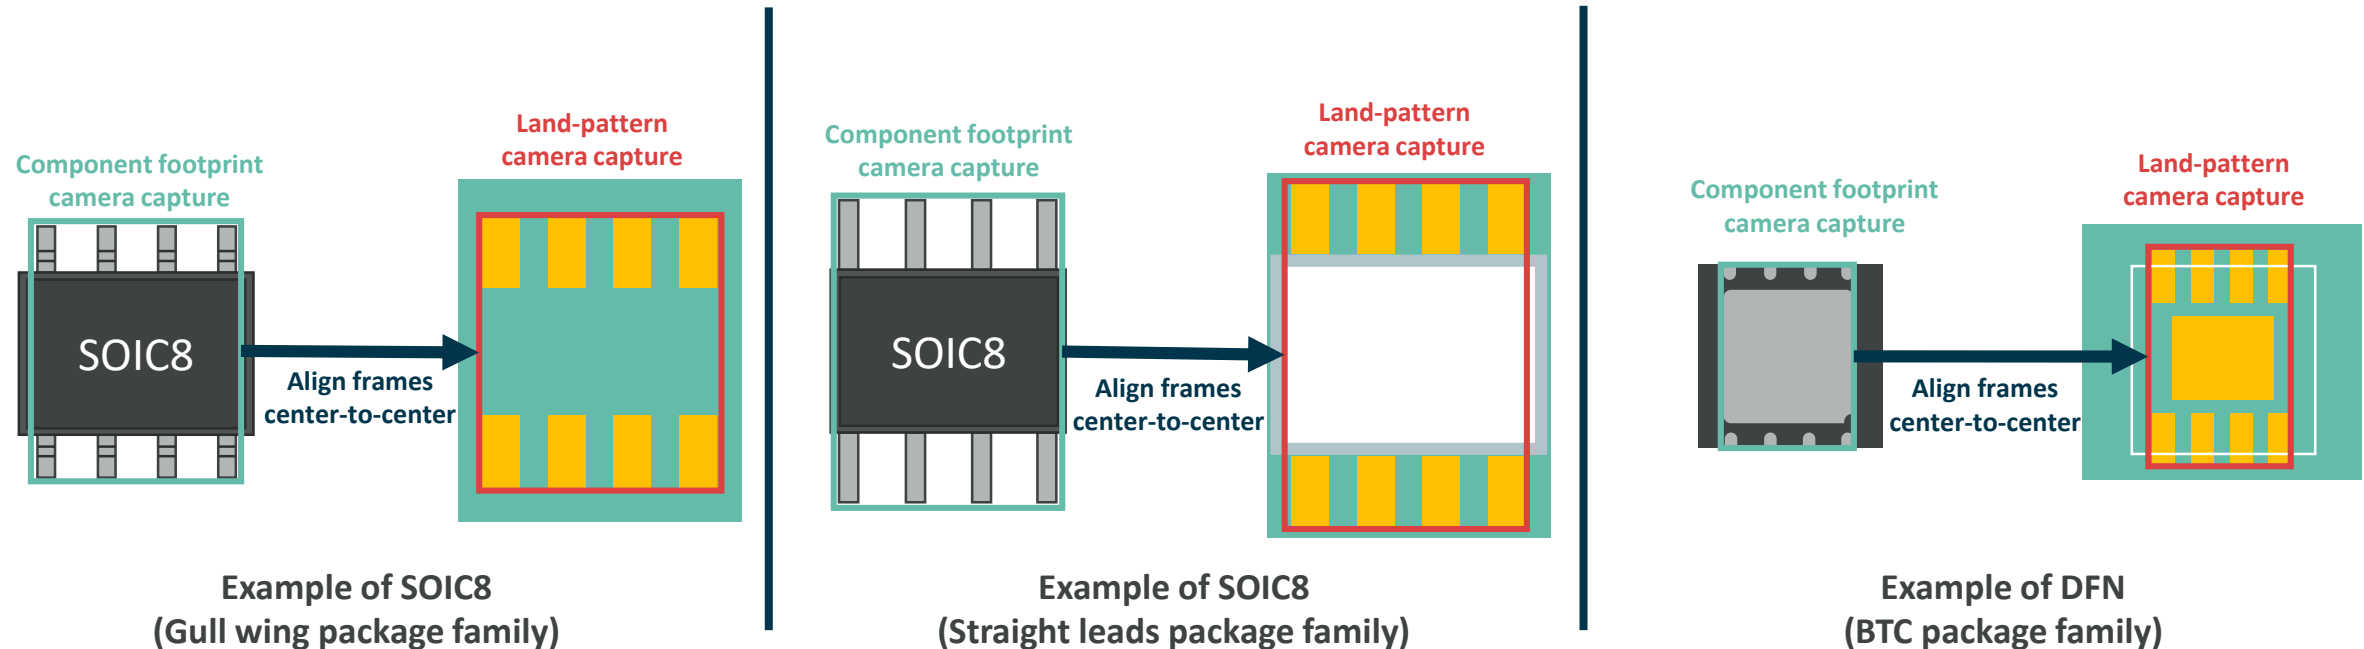 Component footprint
camera capture
SOIC8
Align frames
center-to-center
Land-pattern
camera capture
Example of SOIC8
(Gull wing package family)
Component footprint
camera capture
SOIC8
Align frames
center-to-center
Land-pattern
camera capture
Example of SOIC8
(Straight leads package family)
Component footprint
camera capture
Align frames
center-to-center
Land-pattern
camera capture
Example of DFN
(BTC package family)